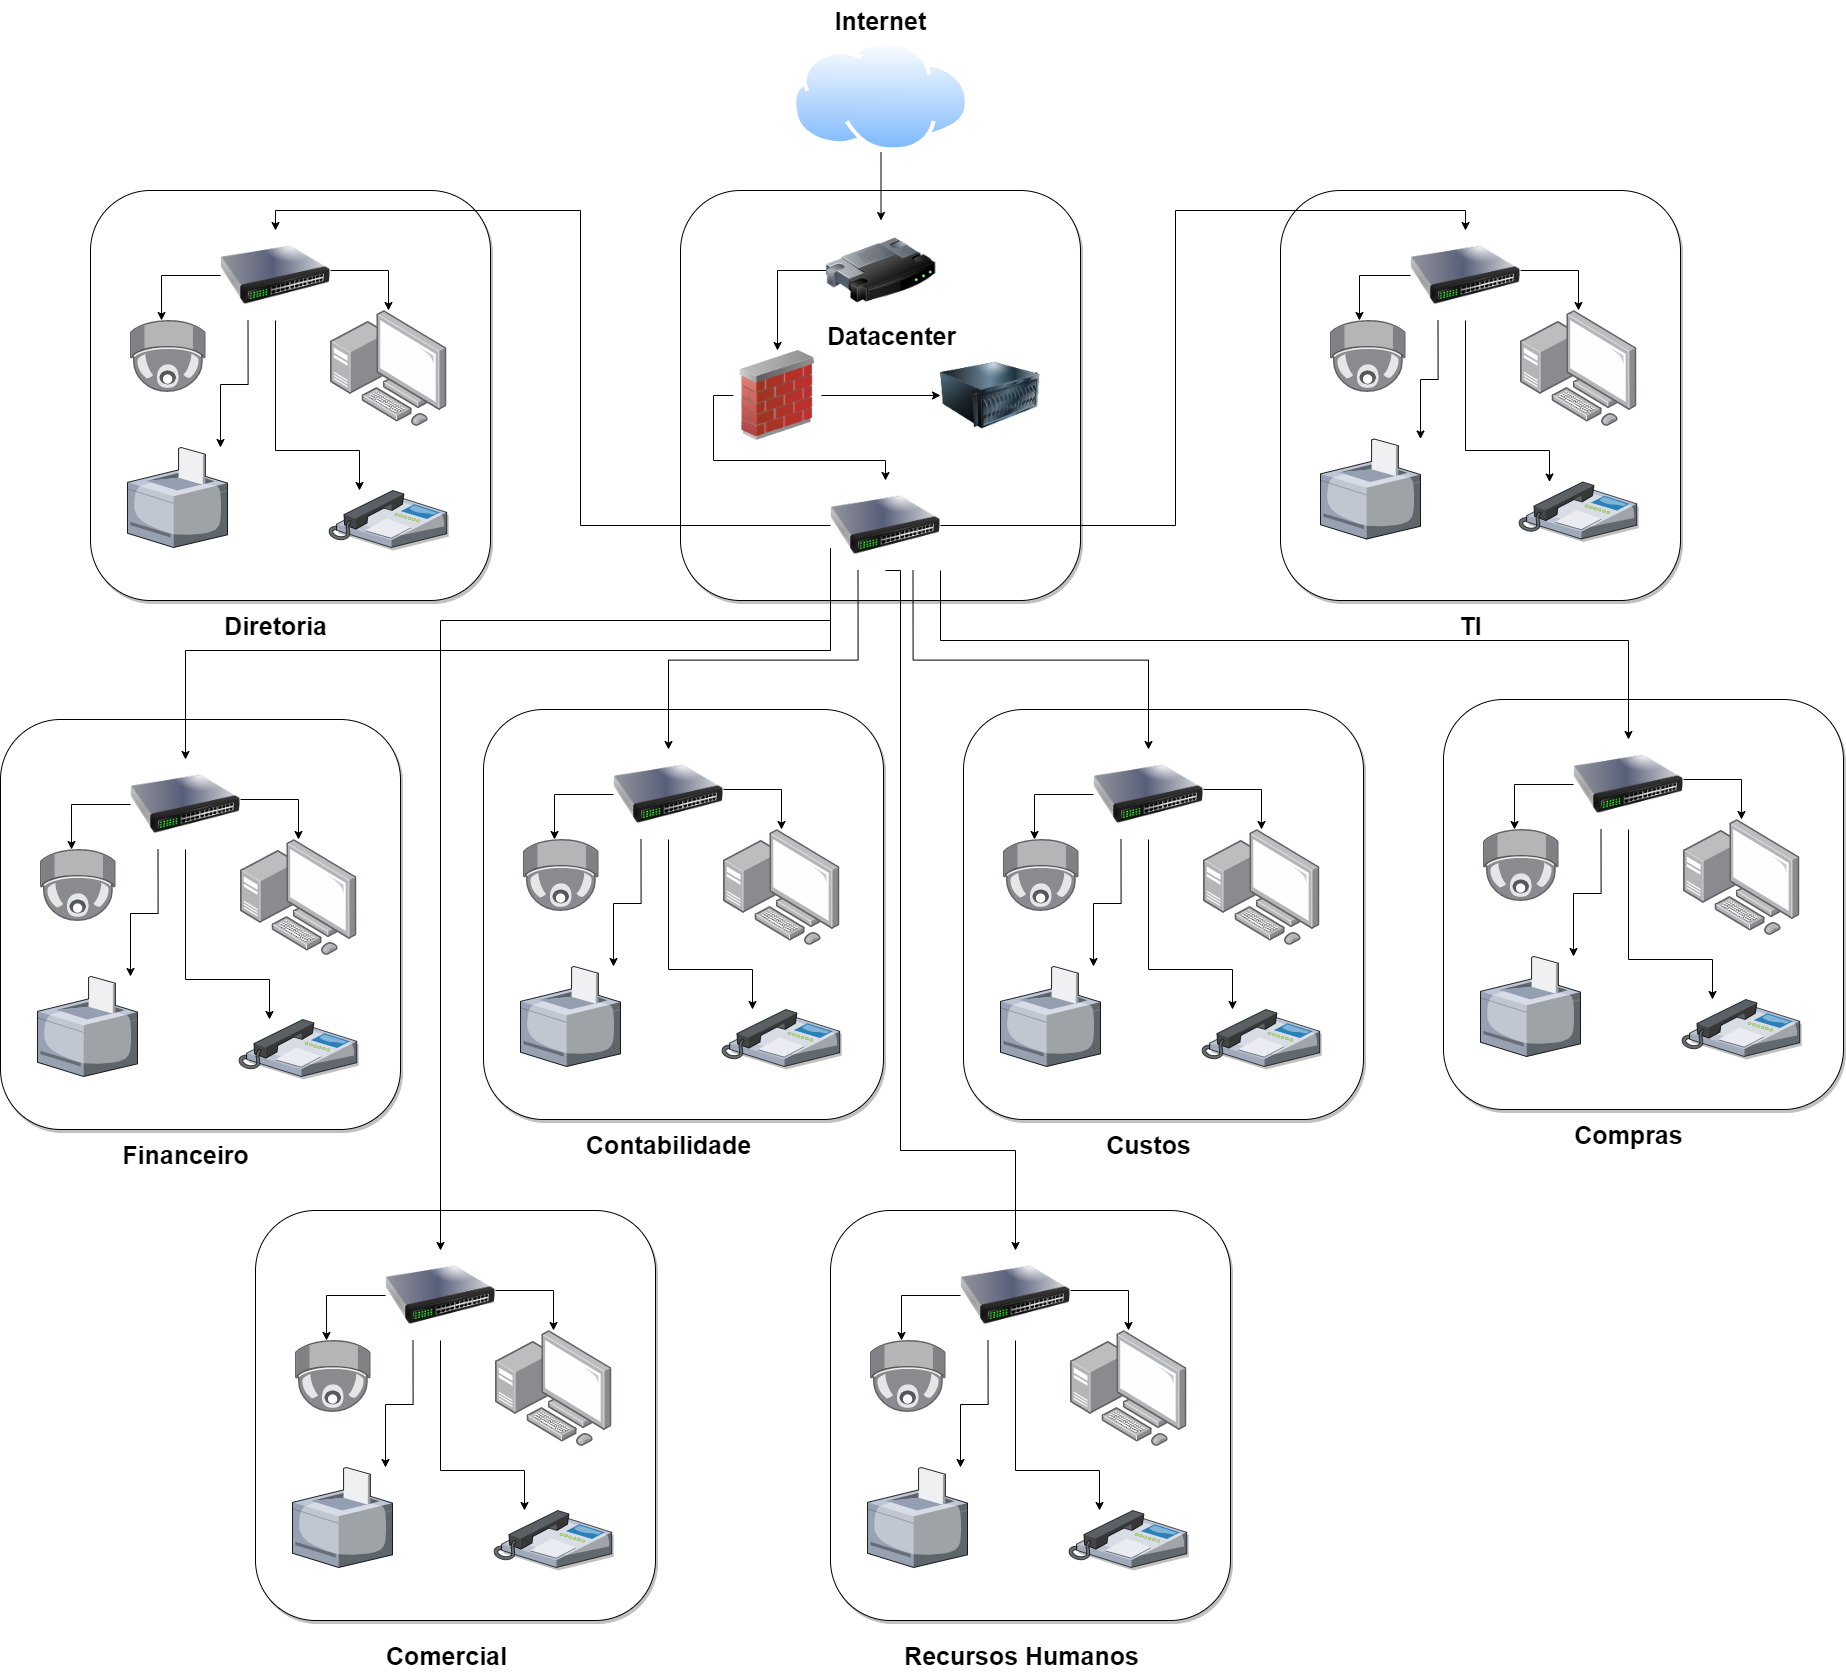 Internet
Datacenter
Diretoria
TI
Financeiro
Contabilidade
Custos
Compras
Comercial
Recursos Humanos